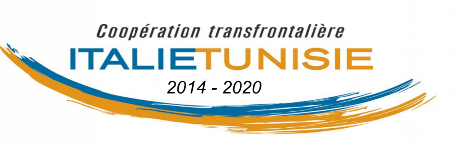 Coopération transfrontalière
ITALIETUNISIE
2014 - 2020